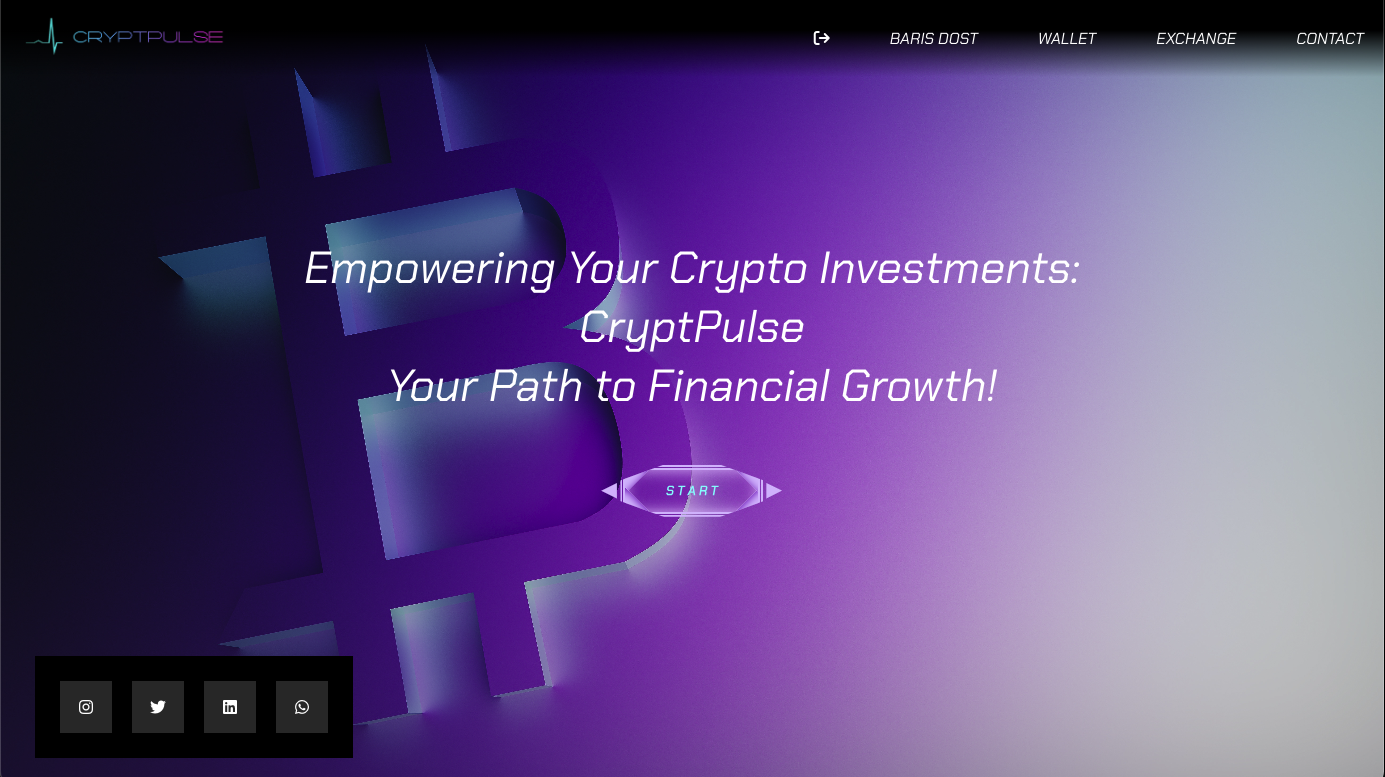 CRYPTPULSE
BARIS DOST
WALLET
EXCHANGE
CONTACT
Empowering Your Crypto Investments:
CryptPulse
Your Path to Financial Growth!
START